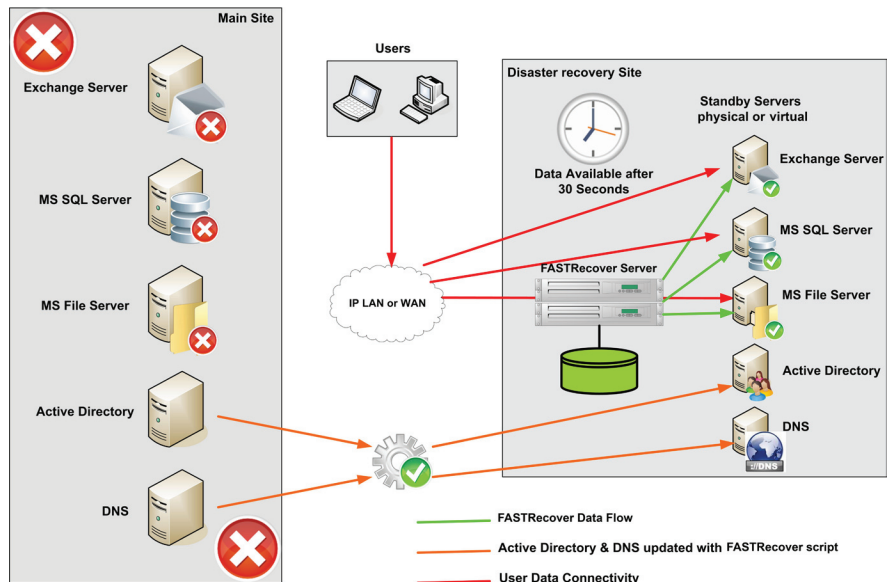 Main Site
Exchange Server
MS SQL Server
MS File Server
Active Directory
DNS
Users
IP LAN or WAN
Disaster recovery Site
Data Available after
30 Seconds
Standby Servers
physical or virtual
Exchange Server
MS SQL Server
FASTRecover Server
MS File Server
Active Directory
DNS
://DNS
FASTRecover Data Flow
Active Directory & DNS updated with FASTRecover script
User Data Connectivity